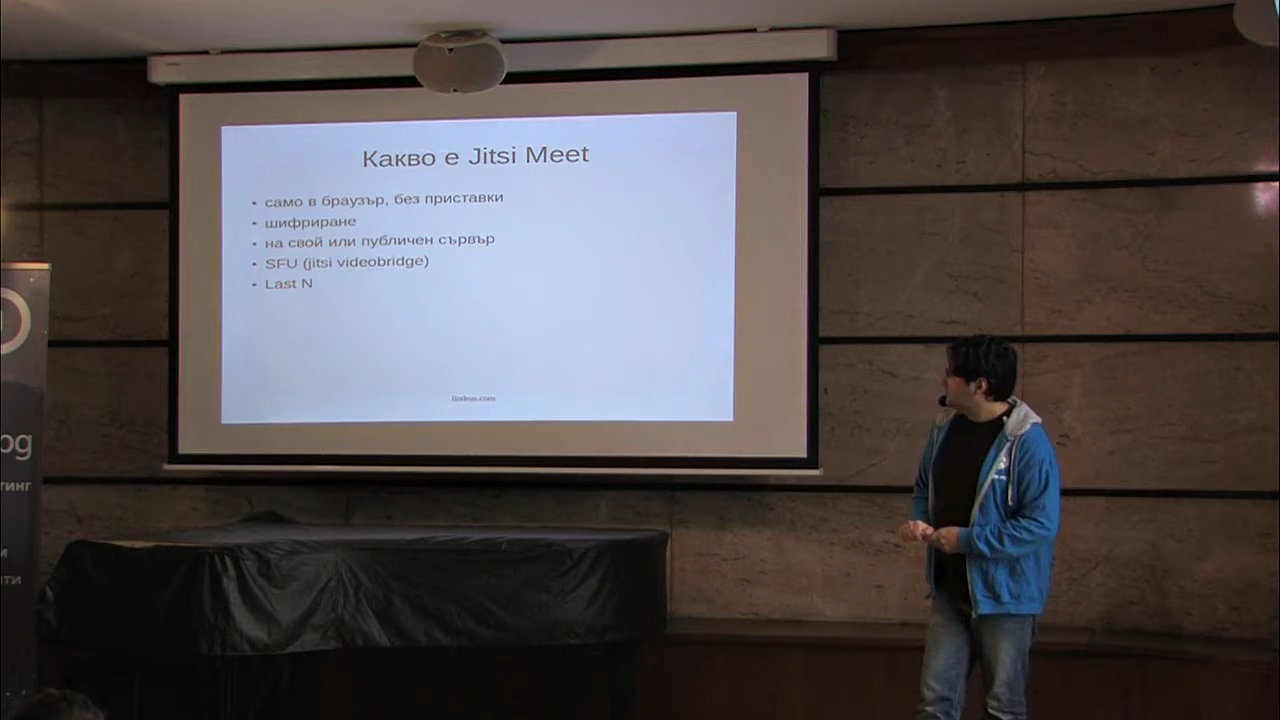 Какво е Jitsi Meet
• само в браузър, без приставки
• шифриране
• на свой или публичен сървър
• SFU (jitsi videobridge)
• Last N